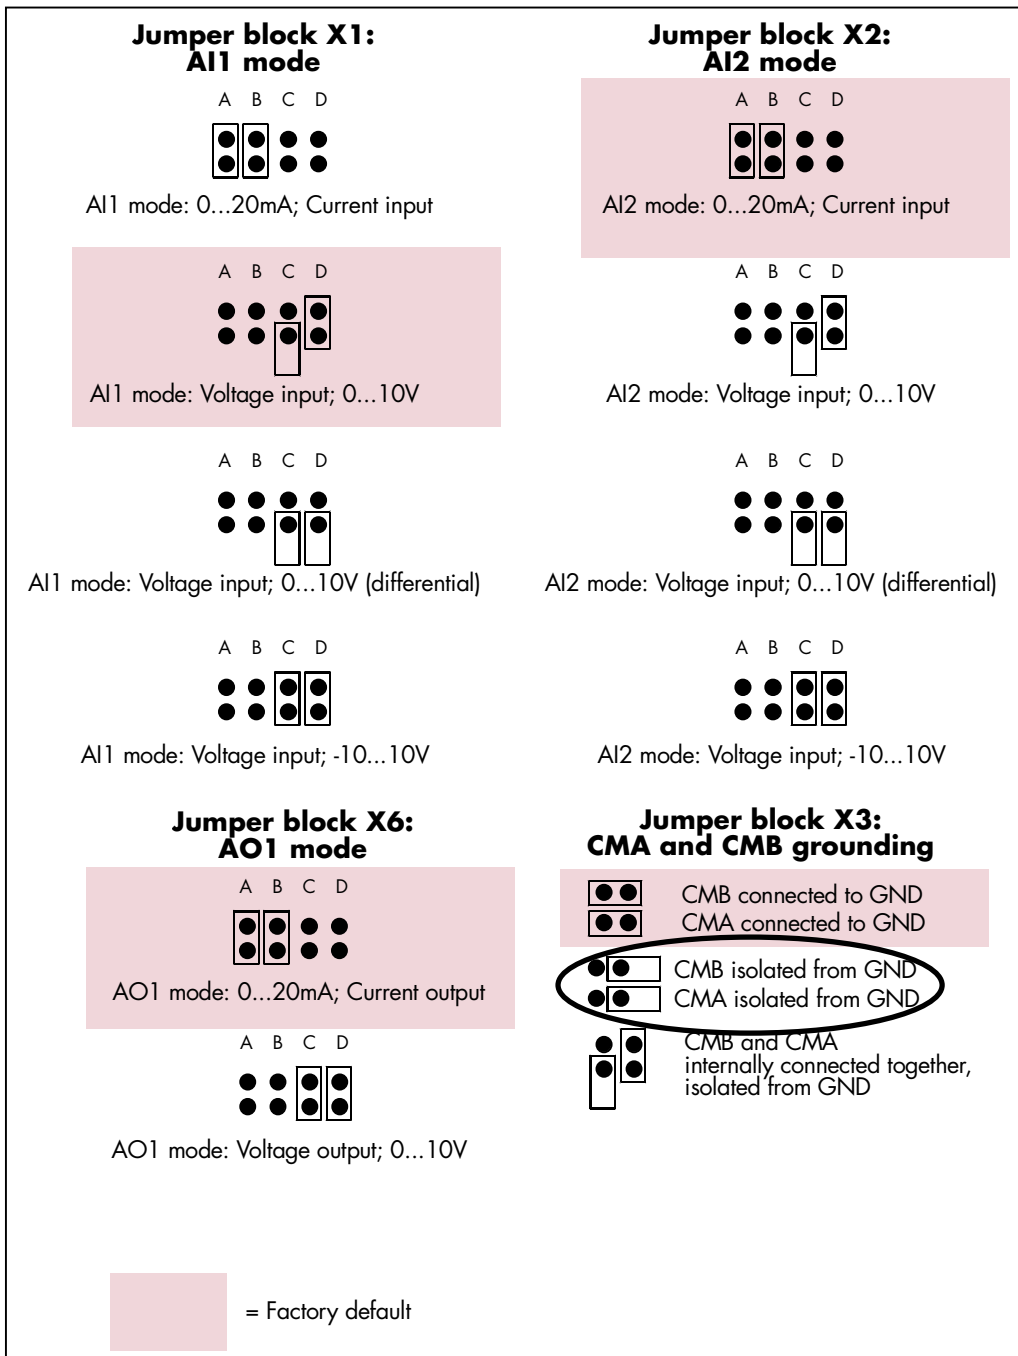 Jumper block X1:
AI1 mode
A B C D
AI1 mode: 0...20mA; Current input
A B C D
AI1 mode: Voltage input; 0...10V
A B C D
AI1 mode: Voltage input; 0...10V (differential)
A B C D
AI1 mode: Voltage input; -10...10V
Jumper block X2:
AI2 mode
A B C D
AI2 mode: 0...20mA; Current input
A B C D
AI2 mode: Voltage input; 0...10V
A B C D
AI2 mode: Voltage input; 0...10V (differential)
A B C D
AI2 mode: Voltage input; -10...10V
Jumper block X6:
AO1 mode
A B C D
AO1 mode: 0...20mA; Current output
A B C D
AO1 mode: Voltage output; 0...10V
Jumper block X3:
CMA and CMB grounding
CMB connected to GND
CMA connected to GND
CMB isolated from GND
CMA isolated from GND
CMB and CMA
internally connected together,
isolated from GND
= Factory default